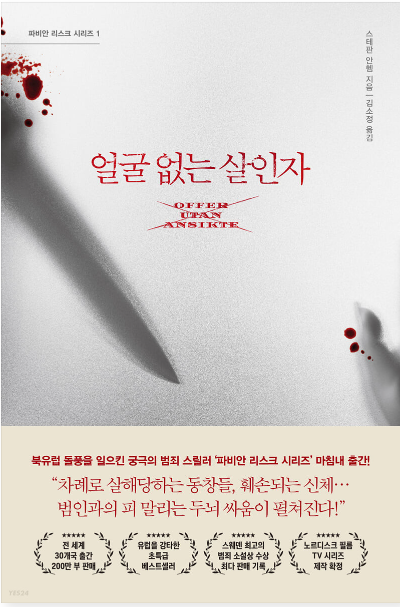 파비안 리스크 시리즈 1
스테판 안헴 지음 | 김소정 옮김
얼굴 없는 살인자
OFFER
UTAN
ANSIKTE
북유럽 돌풍을 일으킨 궁극의 범죄 스릴러 ‘파비안 리스크 시리즈’ 마침내 출간!
“차례로 살해당하는 동창들, 훼손되는 신체…
범인과의 피 말리는 두뇌 싸움이 펼쳐진다!”
★★★★★
전 세계
30개국 출간
200만 부 판매
★★★★★
유럽을 강타한
초특급
베스트셀러
★★★★★
스웨덴 최고의
범죄 소설상 수상
최다 판매 기록
★★★★★
노르디스크 필름
TV 시리즈
제작 확정